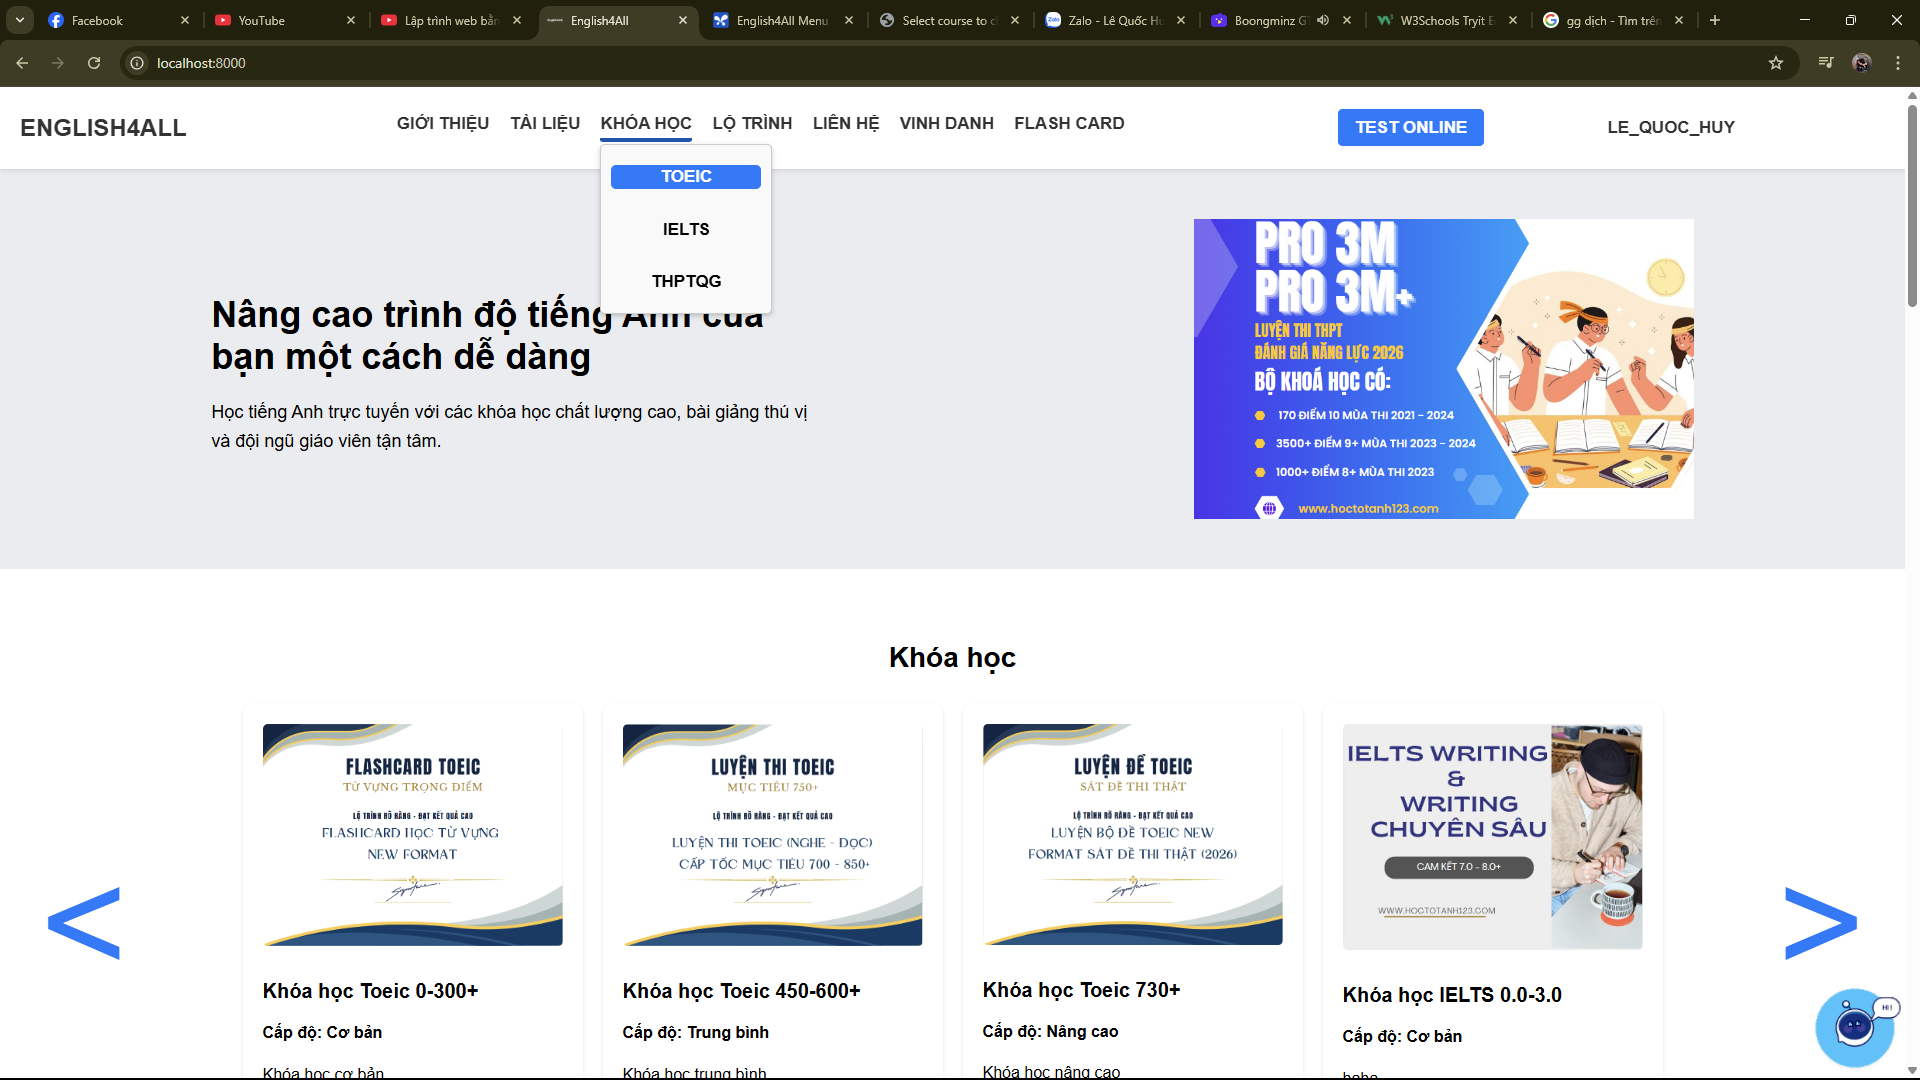 Facebook
YouTube
Lập trình web bằn
English4All
English4All Menu
Select course to c
Zalo - Lê Quốc Hu
Boongminz G
W3Schools Tryit E
gg dịch - Tìm trên
localhost:8000
ENGLISH4ALL
GIỚI THIỆU
TÀI LIỆU
KHÓA HỌC
LỘ TRÌNH
LIÊN HỆ
VINH DANH
FLASH CARD
TEST ONLINE
LE_QUOC_HUY
TOEIC
IELTS
THPTQG
Nâng cao trình độ tiếng Anh của
bạn một cách dễ dàng
Học tiếng Anh trực tuyến với các khóa học chất lượng cao, bài giảng thú vị
và đội ngũ giáo viên tận tâm.
PRO 3M
PRO 3M+
LUYỆN THI THPT
ĐÁNH GIÁ NĂNG LỰC 2026
BỘ KHOÁ HỌC CÓ:
170 ĐIỂM 10 MÙA THI 2021 - 2024
3500+ ĐIỂM 9+ MÙA THI 2023 - 2024
1000+ ĐIỂM 8+ MÙA THI 2023
www.hoctotanh123.com
Khóa học
FLASHCARD TOEIC
TỪ VỰNG TRỌNG ĐIỂM
LỘ TRÌNH RÕ RÀNG - ĐẠT KẾT QUẢ CAO
FLASHCARD HỌC TỪ VỰNG
NEW FORMAT
Khóa học Toeic 0-300+
Cấp độ: Cơ bản
Khóa học cơ bản
LUYỆN THI TOEIC
MỤC TIÊU 750+
LỘ TRÌNH RÕ RÀNG - ĐẠT KẾT QUẢ CAO
LUYỆN THI TOEIC (NGHE - ĐỌC)
CẤP TỐC MỤC TIÊU 700 - 850+
Khóa học Toeic 450-600+
Cấp độ: Trung bình
Khóa học trung bình
LUYỆN ĐỀ TOEIC
SÁT ĐỀ THI THẬT
LỘ TRÌNH RÕ RÀNG - ĐẠT KẾT QUẢ CAO
LUYỆN BỘ ĐỀ TOEIC NEW
FORMAT SÁT ĐỀ THI THẬT (2026)
Khóa học Toeic 730+
Cấp độ: Nâng cao
Khóa học nâng cao
IELTS WRITING
&
WRITING
CHUYÊN SÂU
CAM KẾT 7.0 - 8.0+
WWW.HOCTOTANH123.COM
Khóa học IELTS 0.0-3.0
Cấp độ: Cơ bản
<
>
HI !